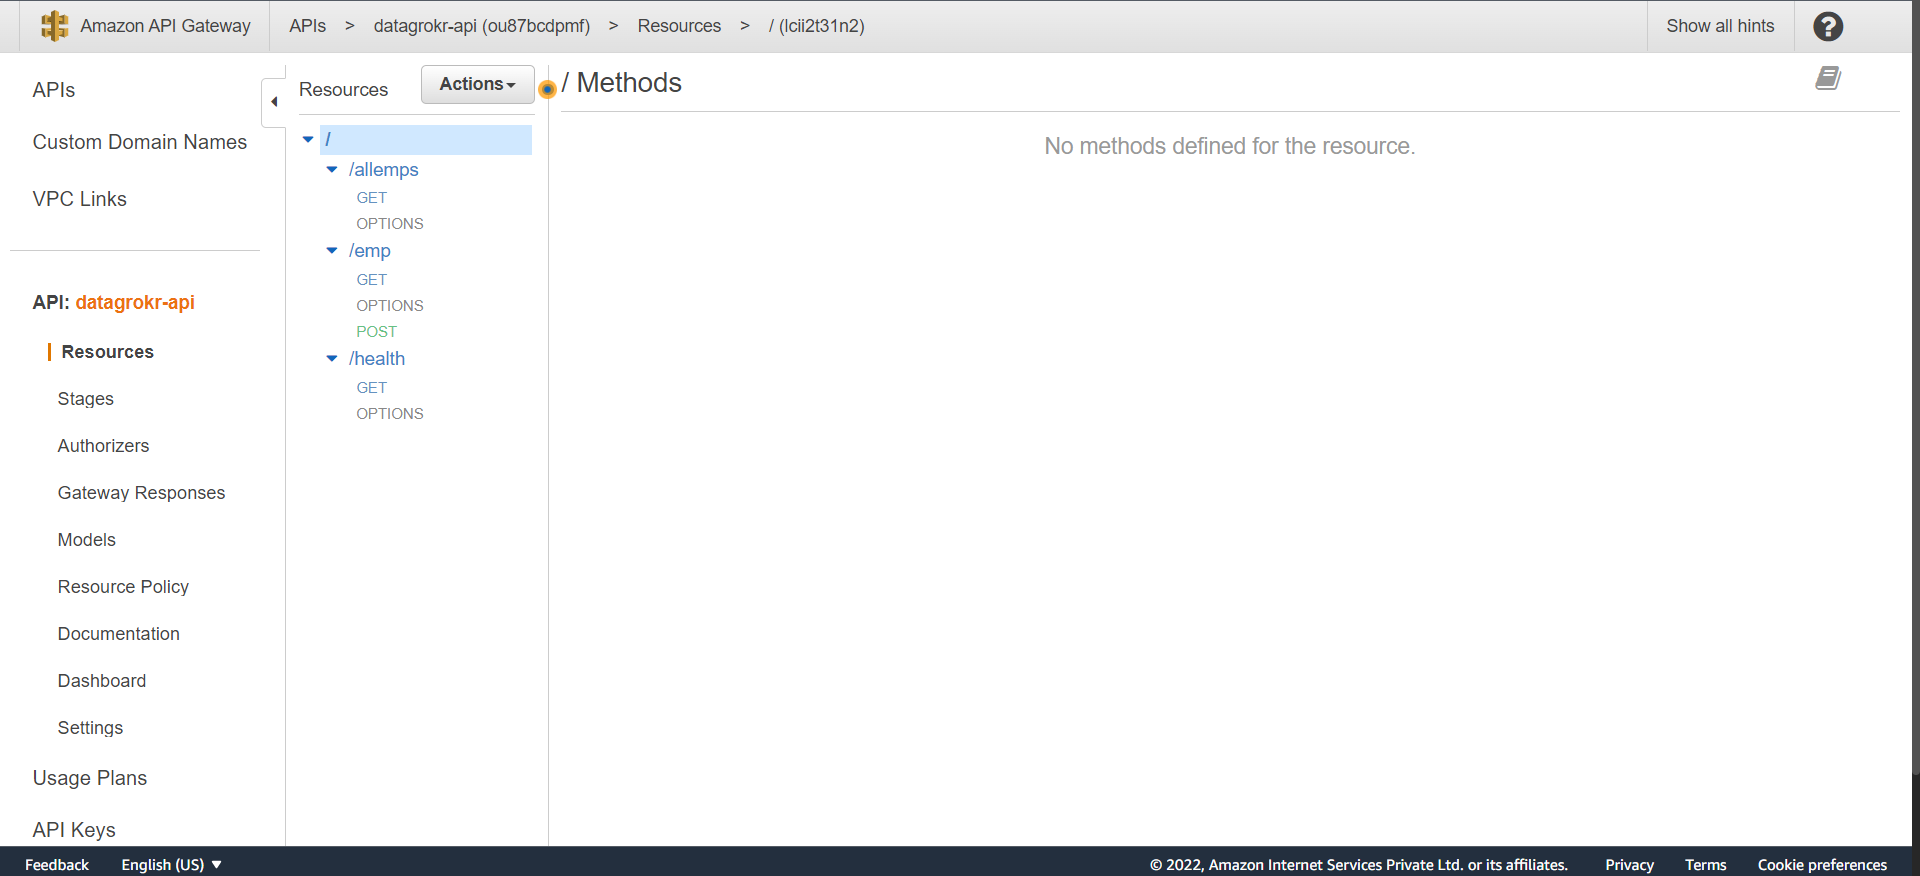 Amazon API Gateway
APIs > datagrokr-api (ou87bcdpmf) > Resources > / (lcii2t31n2)
Show all hints
?
APIs
Custom Domain Names
VPC Links
API: datagrokr-api
Resources
Stages
Authorizers
Gateway Responses
Models
Resource Policy
Documentation
Dashboard
Settings
Usage Plans
API Keys
Resources
Actions
/
/allemps
GET
OPTIONS
/emp
GET
OPTIONS
POST
/health
GET
OPTIONS
/ Methods
No methods defined for the resource.
Feedback
English (US)
© 2022, Amazon Internet Services Private Ltd. or its affiliates.
Privacy
Terms
Cookie preferences